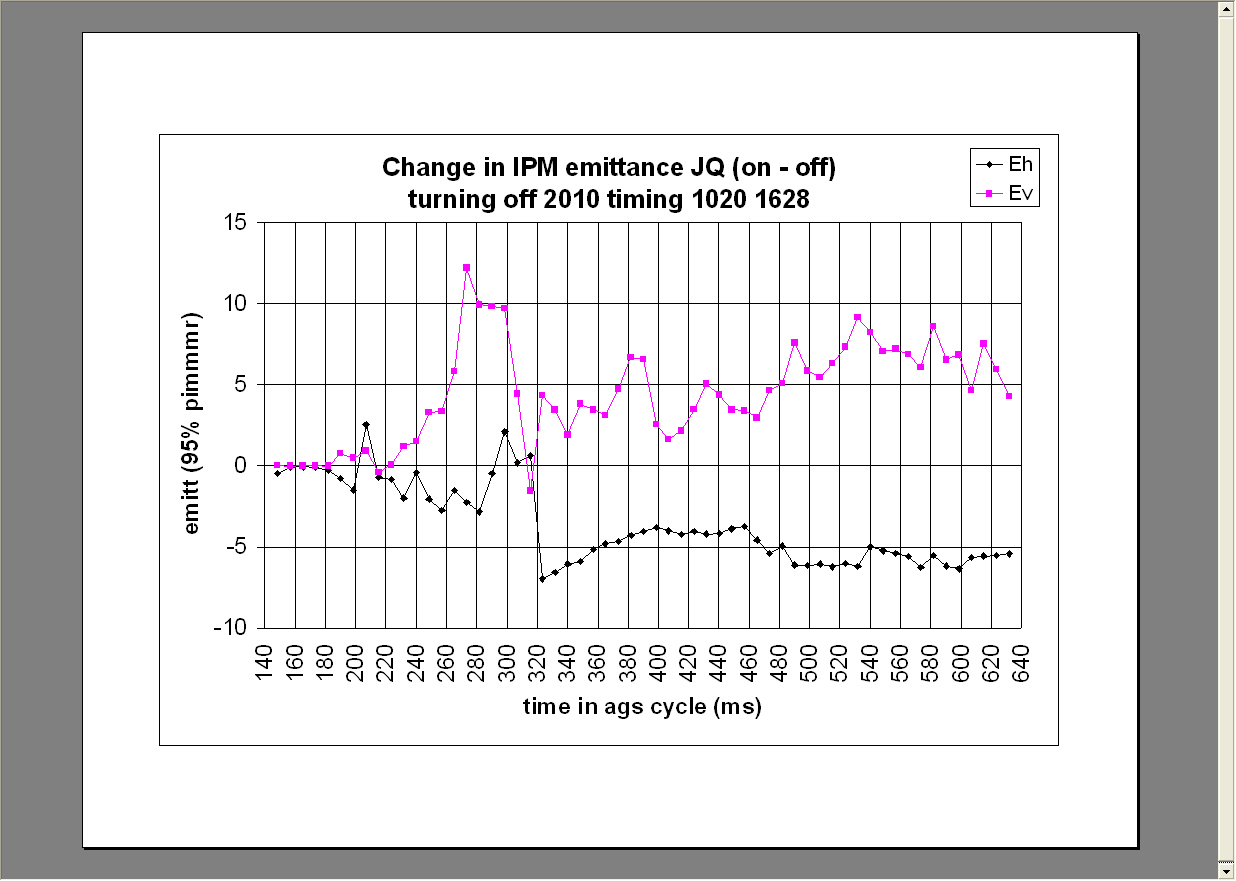 Change in IPM emittance JQ (on - off)
turning off 2010 timing 1020 1628
Eh
Ev
15
10
5
0
-5
-10
emitt (95% pimmmr)
140 160 180 200 220 240 260 280 300 320 340 360 380 400 420 440 460 480 500 520 540 560 580 600 620 640
time in ags cycle (ms)